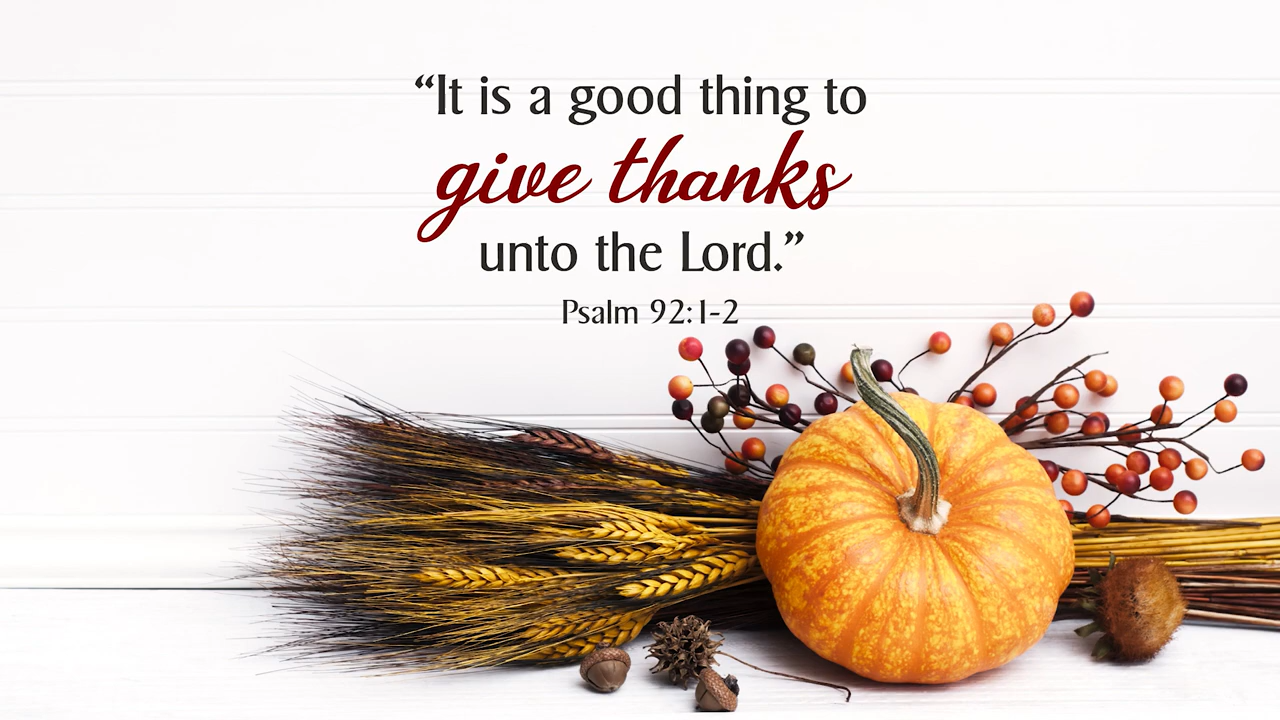 “It is a good thing to
give thanks
unto the Lord.”
Psalm 92:1-2